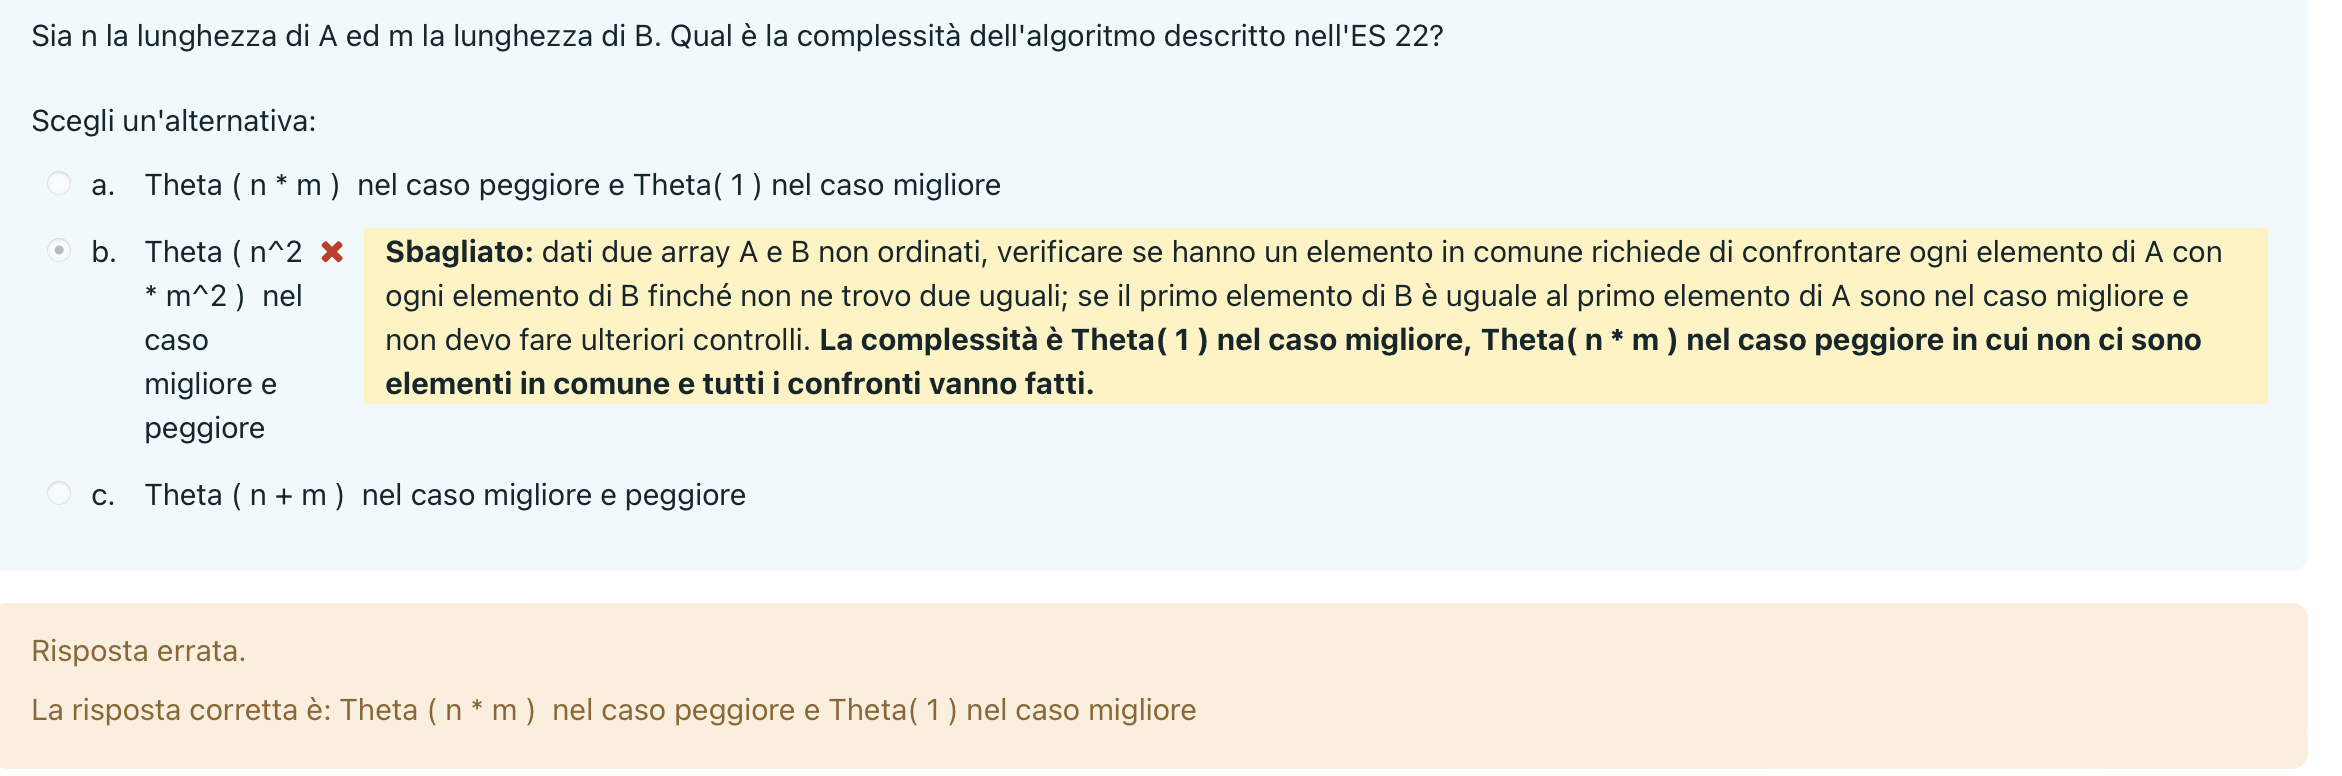 Sia n la lunghezza di A ed m la lunghezza di B. Qual è la complessità dell'algoritmo descritto nell'ES 22?
Scegli un'alternativa:
a. Theta ( n * m ) nel caso peggiore e Theta( 1 ) nel caso migliore
b. Theta ( n^2
* m^2 ) nel
caso
migliore e
peggiore
Sbagliato: dati due array A e B non ordinati, verificare se hanno un elemento in comune richiede di confrontare ogni elemento di A con
ogni elemento di B finché non ne trovo due uguali; se il primo elemento di B è uguale al primo elemento di A sono nel caso migliore e
non devo fare ulteriori controlli. La complessità è Theta( 1 ) nel caso migliore, Theta( n * m ) nel caso peggiore in cui non ci sono
elementi in comune e tutti i confronti vanno fatti.
c. Theta ( n + m ) nel caso migliore e peggiore
Risposta errata.
La risposta corretta è: Theta ( n * m ) nel caso peggiore e Theta( 1 ) nel caso migliore